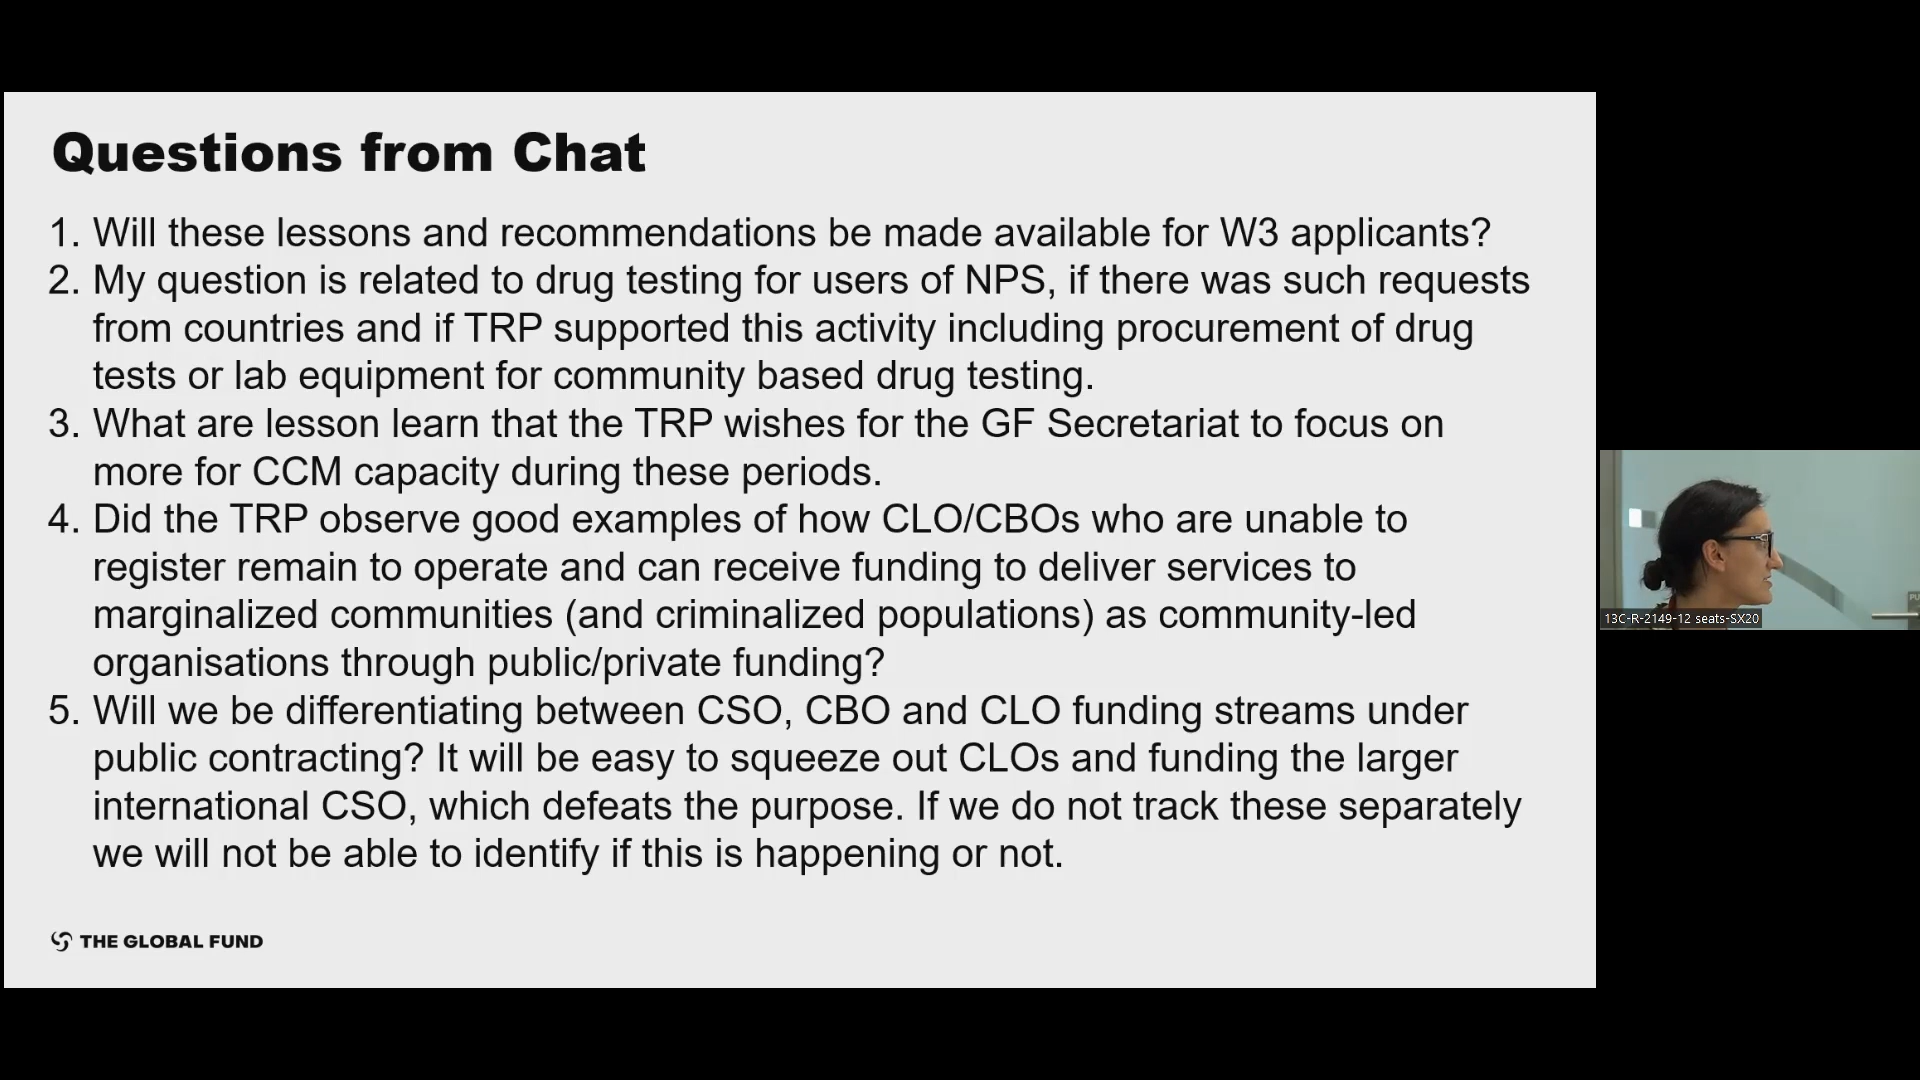 Questions from Chat
1. Will these lessons and recommendations be made available for W3 applicants?
2. My question is related to drug testing for users of NPS, if there was such requests
from countries and if TRP supported this activity including procurement of drug
tests or lab equipment for community based drug testing.
3. What are lesson learn that the TRP wishes for the GF Secretariat to focus on
more for CCM capacity during these periods.
4. Did the TRP observe good examples of how CLO/CBOs who are unable to
register remain to operate and can receive funding to deliver services to
marginalized communities (and criminalized populations) as community-led
organisations through public/private funding?
5. Will we be differentiating between CSO, CBO and CLO funding streams under
public contracting? It will be easy to squeeze out CLOs and funding the larger
international CSO, which defeats the purpose. If we do not track these separately
we will not be able to identify if this is happening or not.
THE GLOBAL FUND
13C-R-2149-12 seats-SX20